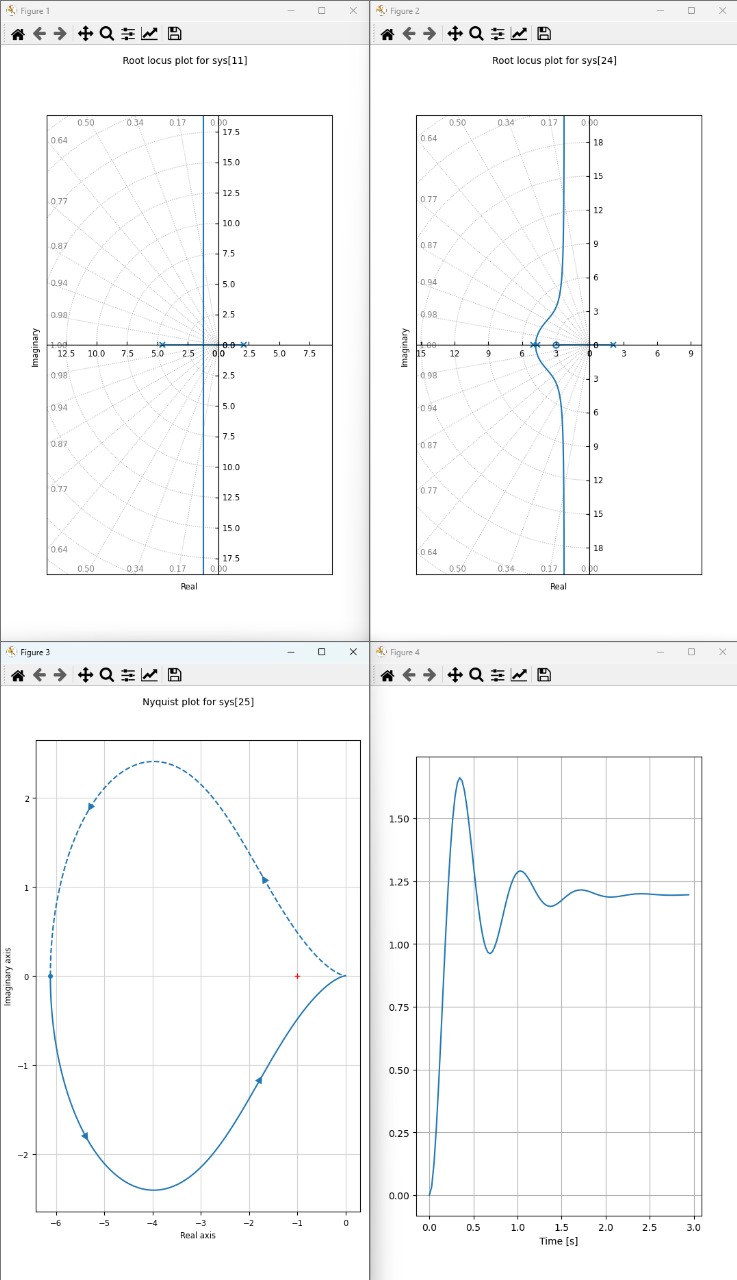 Figure 1
Root locus plot for sys[11]
0.50 0.34 0.17 0.00
0.64
17.5
15.0
0.77
12.5
0.87
10.0
0.94
7.5
5.0
0.98
2.5
1.00
0.0
12.5 10.0 7.5 5.0 2.5 0.0 2.5 5.0 7.5
0.98
2.5
0.94
5.0
0.87
7.5
10.0
0.77
12.5
15.0
0.64
17.5
0.50 0.34 0.17 0.00
Imaginary
Real
Figure 2
Root locus plot for sys[24]
0.50 0.34 0.17 0.00
0.64
18
15
0.77
12
0.87
9
0.94
6
0.98
3
1.00
0
15 12 9 6 3 0 3 6 9
0.98
3
0.94
6
0.87
9
12
0.77
15
0.64
18
0.50 0.34 0.17 0.00
Imaginary
Real
Figure 3
Nyquist plot for sys[25]
2
1
0
−1
−2
−6 −5 −4 −3 −2 −1 0
Imaginary axis
Real axis
Figure 4
1.50
1.25
1.00
0.75
0.50
0.25
0.00
0.0 0.5 1.0 1.5 2.0 2.5 3.0
Time [s]